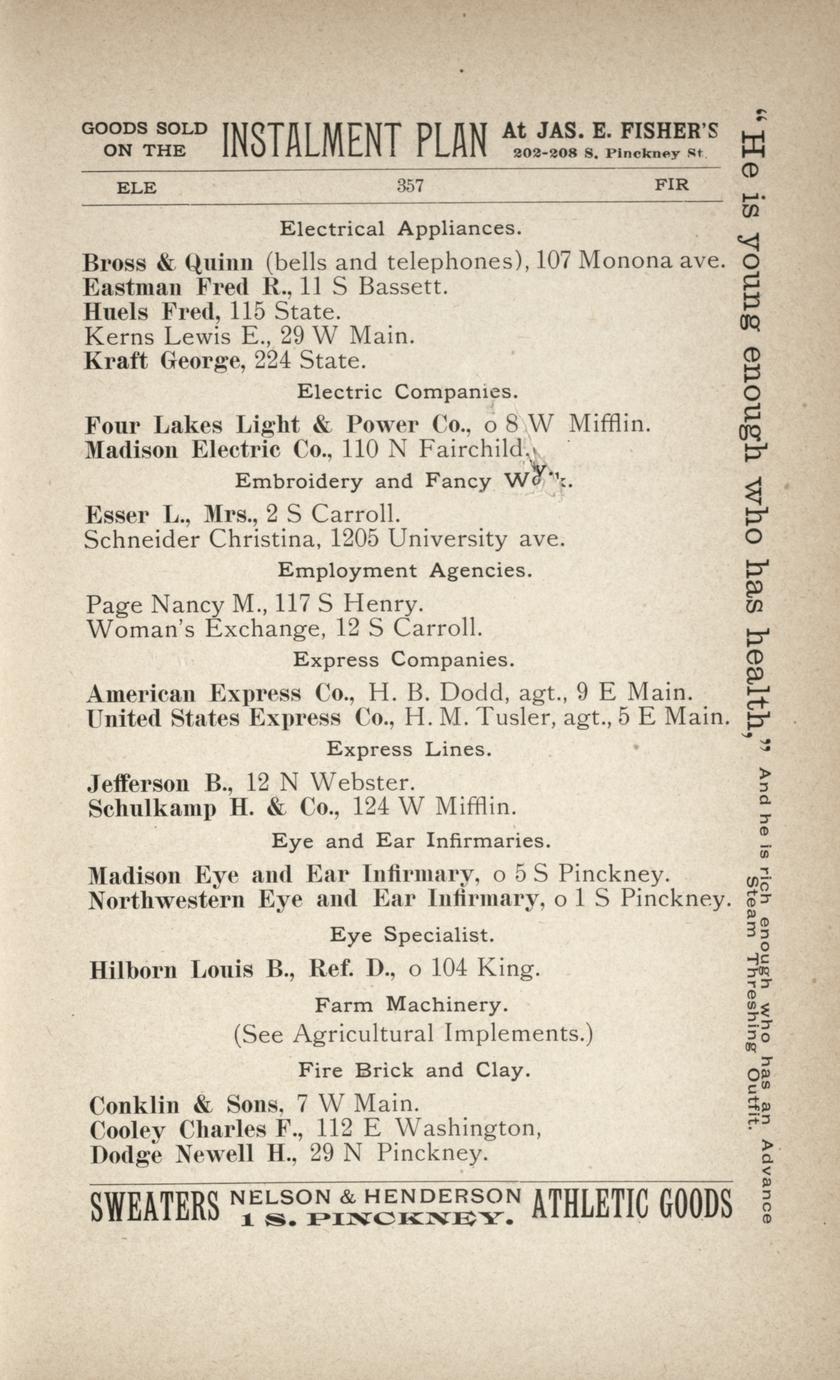 GOODS SOLD ON THE INSTALMENT PLAN At JAS. E. FISHER'S 202-208 S. Pinckney St.
ELE 357 FIR
Electrical Appliances.
Bross & Quinn (bells and telephones), 107 Monona ave.
Eastman Fred R., 11 S Bassett.
Huels Fred, 115 State.
Kerns Lewis E., 29 W Main.
Kraft George, 224 State.
Electric Companies.
Four Lakes Light & Power Co., o 8 W Mifflin.
Madison Electric Co., 110 N Fairchild.
Embroidery and Fancy
Esser L., Mrs., 2 S Carroll.
Schneider Christina, 1205 University ave.
Employment Agencies.
Page Nancy M., 117 S Henry.
Woman's Exchange, 12 S Carroll.
Express Companies.
American Express Co., H. B. Dodd, agt., 9 E Main.
United States Express Co., H. M. Tusler, agt., 5 E Main.
Express Lines.
Jefferson B., 12 N Webster.
Schulkamp H. & Co., 124 W Mifflin.
Eye and Ear Infirmaries.
Madison Eye and Ear Infirmary, o 5 S Pinckney.
Northwestern Eye and Ear Infirmary, o 1 S Pinckney.
Eye Specialist.
Hilborn Louis B., Ref. D., o 104 King.
Farm Machinery.
(See Agricultural Implements.)
Fire Brick and Clay.
Conklin & Sons, 7 W Main.
Cooley Charles F., 112 E Washington,
Dodge Newell H., 29 N Pinckney.
SWEATERS NELSON & HENDERSON 1 S. PINCKNEY. ATHLETIC GOODS
"He is young enough who has health," And he is rich enough who has an Advance
Steam Threshing Outfit.